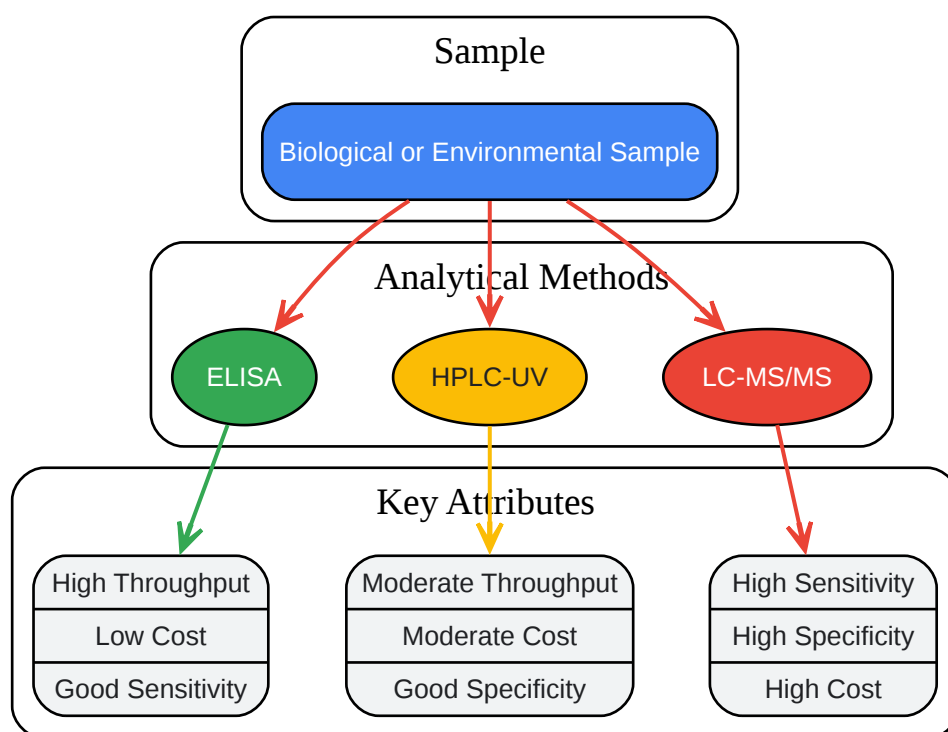 Sample
Biological or Environmental Sample
Analytical Methods
ELISA
HPLC-UV
LC-MS/MS
Key Attributes
High Throughput
Low Cost
Good Sensitivity
Moderate Throughput
Moderate Cost
Good Specificity
High Sensitivity
High Specificity
High Cost